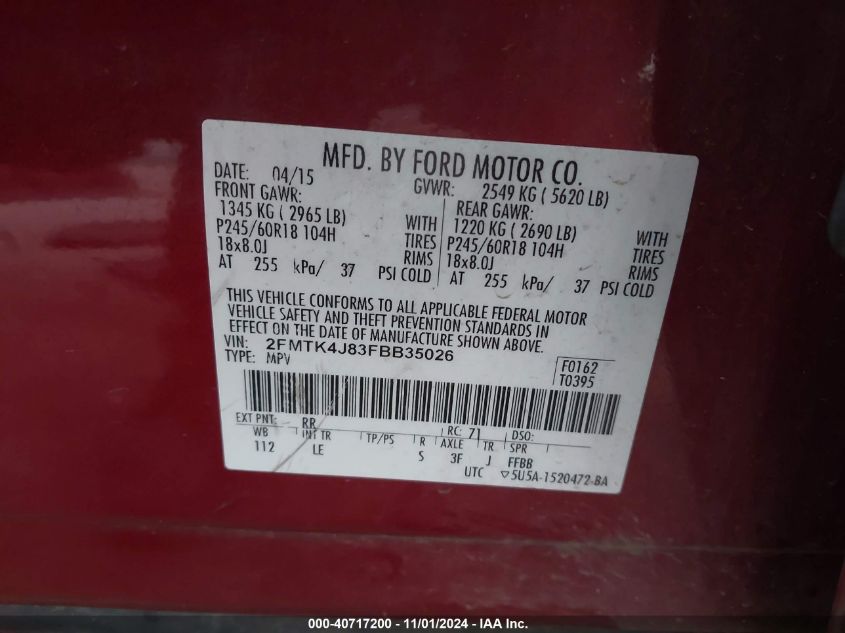 MFD. BY FORD MOTOR CO.
DATE: 04/15 GVWR: 2549 KG ( 5620 LB)
FRONT GAWR: REAR GAWR:
1345 KG ( 2965 LB) WITH 1220 KG ( 2690 LB) WITH
P245/60R18 104H TIRES P245/60R18 104H TIRES
18x8.0J RIMS 18x8.0J RIMS
AT 255 kPa/ 37 PSI COLD AT 255 kPa/ 37 PSI COLD
THIS VEHICLE CONFORMS TO ALL APPLICABLE FEDERAL MOTOR
VEHICLE SAFETY AND THEFT PREVENTION STANDARDS IN
EFFECT ON THE DATE OF MANUFACTURE SHOWN ABOVE.
VIN: 2FMTK4J83FBB35026
TYPE: MPV
F0162
T0395
EXT PNT: RR RC: 71 DSO:
WB INT TR TP/PS R AXLE TR SPR
112 LE S 3F J FFBB
UTC ▽5U5A-1520472-BA
000-40717200 - 11/01/2024 - IAA Inc.